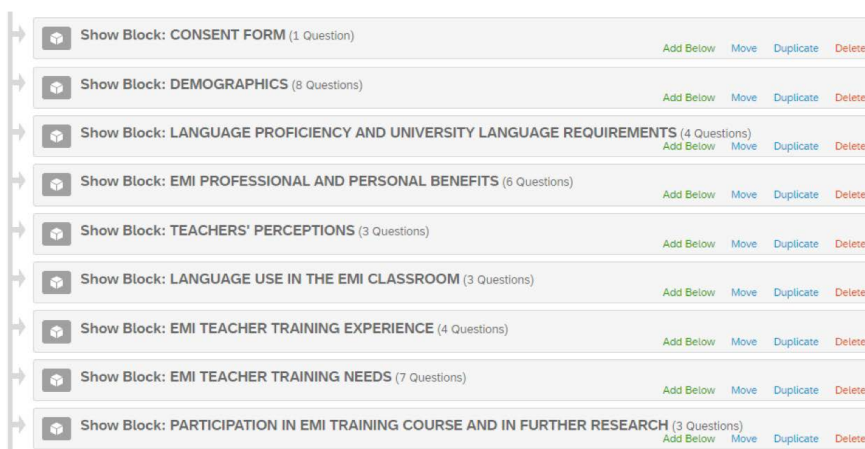 Show Block: CONSENT FORM (1 Question)
Add Below Move Duplicate Delete
Show Block: DEMOGRAPHICS (8 Questions)
Add Below Move Duplicate Delete
Show Block: LANGUAGE PROFICIENCY AND UNIVERSITY LANGUAGE REQUIREMENTS (4 Questions)
Add Below Move Duplicate Delete
Show Block: EMI PROFESSIONAL AND PERSONAL BENEFITS (6 Questions)
Add Below Move Duplicate Delete
Show Block: TEACHERS' PERCEPTIONS (3 Questions)
Add Below Move Duplicate Delete
Show Block: LANGUAGE USE IN THE EMI CLASSROOM (3 Questions)
Add Below Move Duplicate Delete
Show Block: EMI TEACHER TRAINING EXPERIENCE (4 Questions)
Add Below Move Duplicate Delete
Show Block: EMI TEACHER TRAINING NEEDS (7 Questions)
Add Below Move Duplicate Delete
Show Block: PARTICIPATION IN EMI TRAINING COURSE AND IN FURTHER RESEARCH (3 Questions)
Add Below Move Duplicate Delete